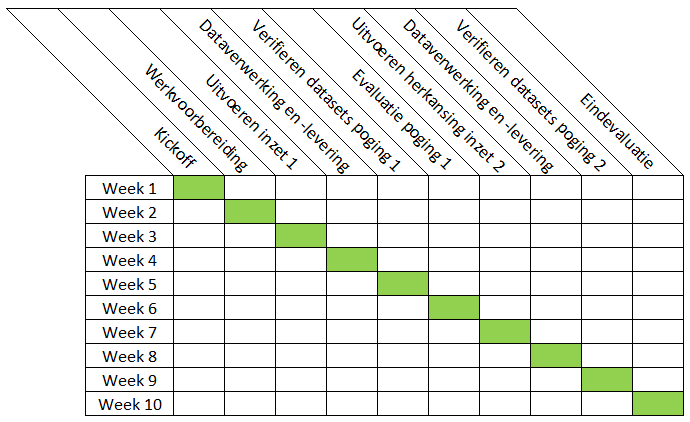 Kickoff
Werkvoorbereiding
Uitvoeren inzet 1
Dataverwerking en -levering
Verifieren datasets poging 1
Evaluatie poging 1
Uitvoeren herkansing inzet 2
Dataverwerking en -levering
Verifieren datasets poging 2
Eindevaluatie
Week 1
Week 2
Week 3
Week 4
Week 5
Week 6
Week 7
Week 8
Week 9
Week 10